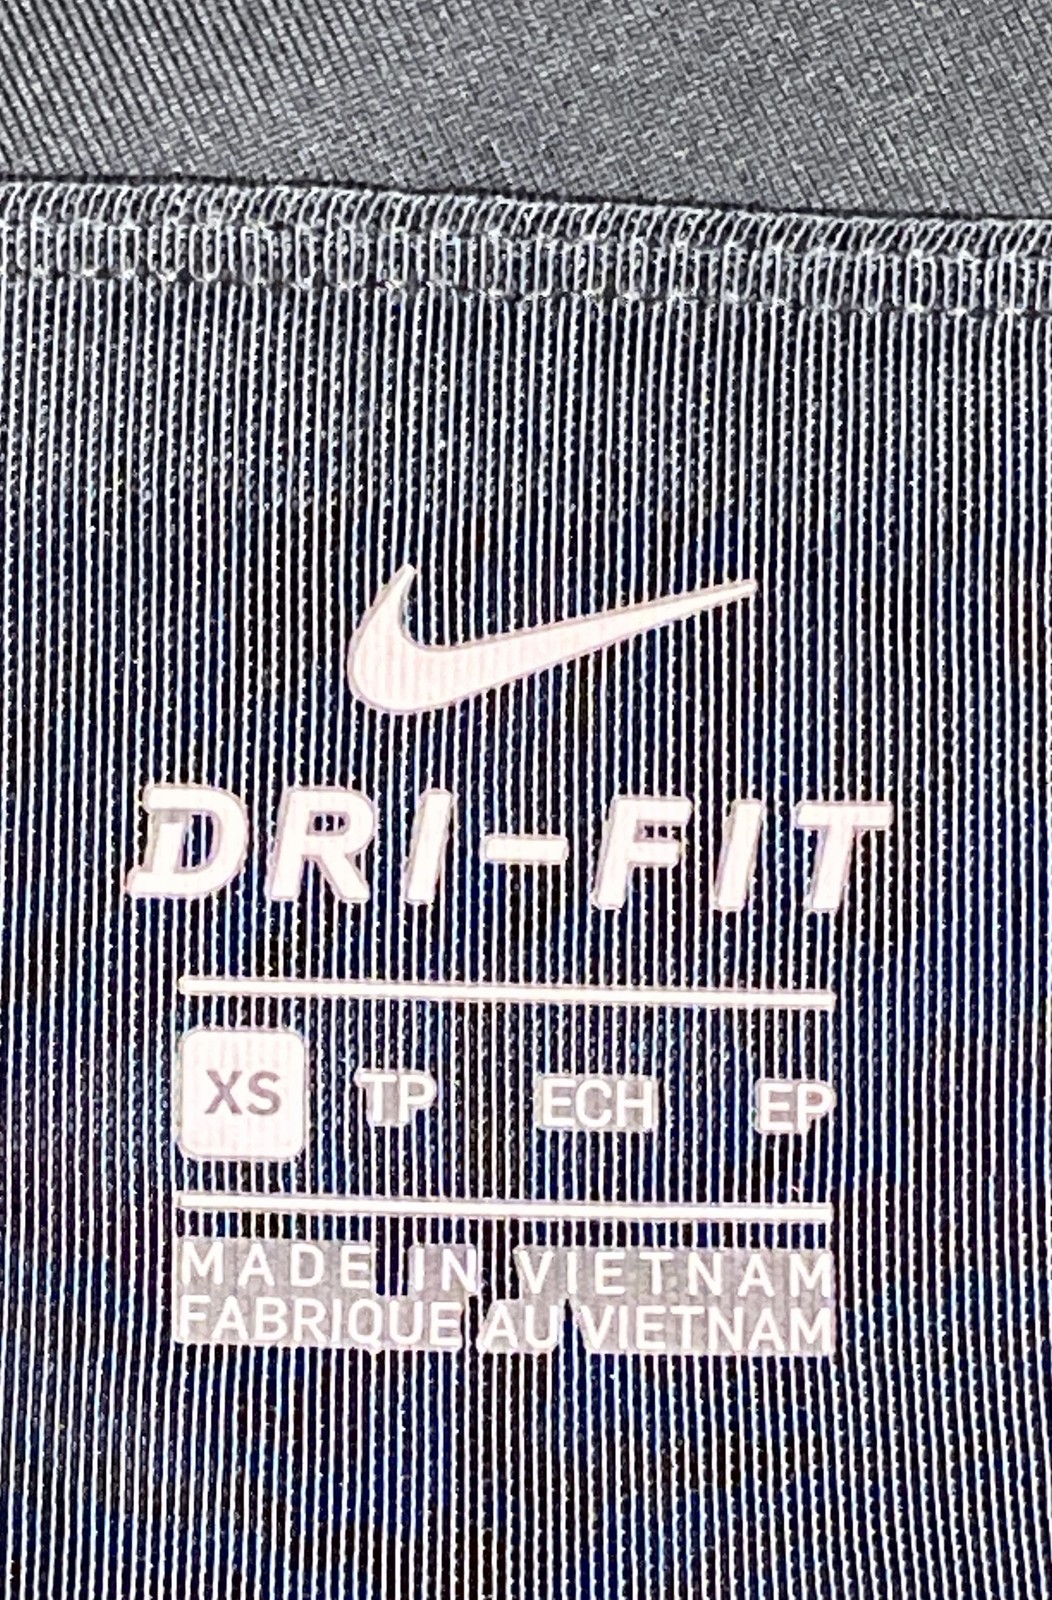 DRI-FIT
XS TP ECH EP
MADE IN VIETNAM
FABRIQUE AU VIETNAM